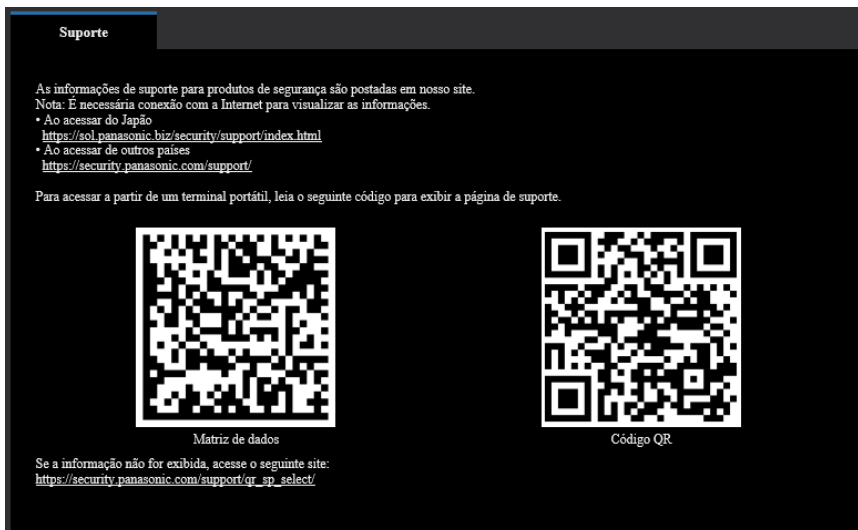 Suporte
As informações de suporte para produtos de segurança são postadas em nosso site.
Nota: É necessária conexão com a Internet para visualizar as informações.
• Ao acessar do Japão
https://sol.panasonic.biz/security/support/index.html
• Ao acessar de outros países
https://security.panasonic.com/support/
Para acessar a partir de um terminal portátil, leia o seguinte código para exibir a página de suporte.
Matriz de dados
Código QR
Se a informação não for exibida, acesse o seguinte site:
https://security.panasonic.com/support/qr_sp_select/